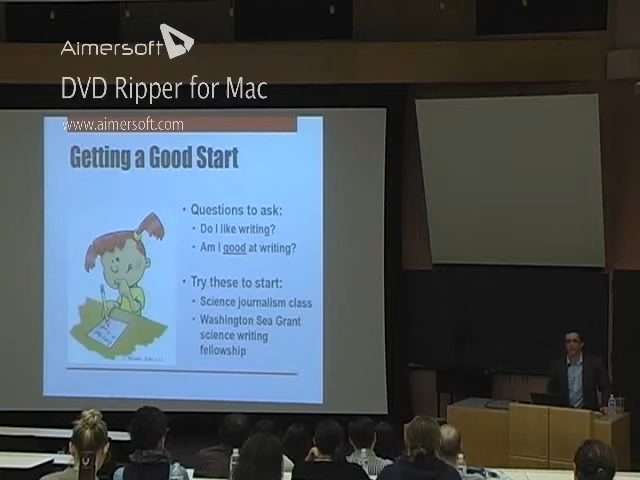 Aimersoft
DVD Ripper for Mac
www.aimersoft.com
Getting a Good Start
• Questions to ask:
• Do I like writing?
• Am I good at writing?
• Try these to start:
• Science journalism class
• Washington Sea Grant
science writing
fellowship